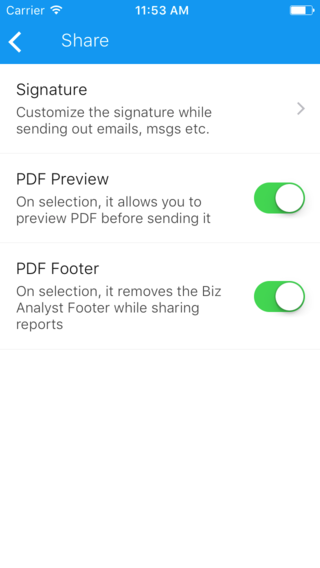 Carrier 11:53 AM
Share
Signature
Customize the signature while
sending out emails, msgs etc.
PDF Preview
On selection, it allows you to
preview PDF before sending it
PDF Footer
On selection, it removes the Biz
Analyst Footer while sharing
reports